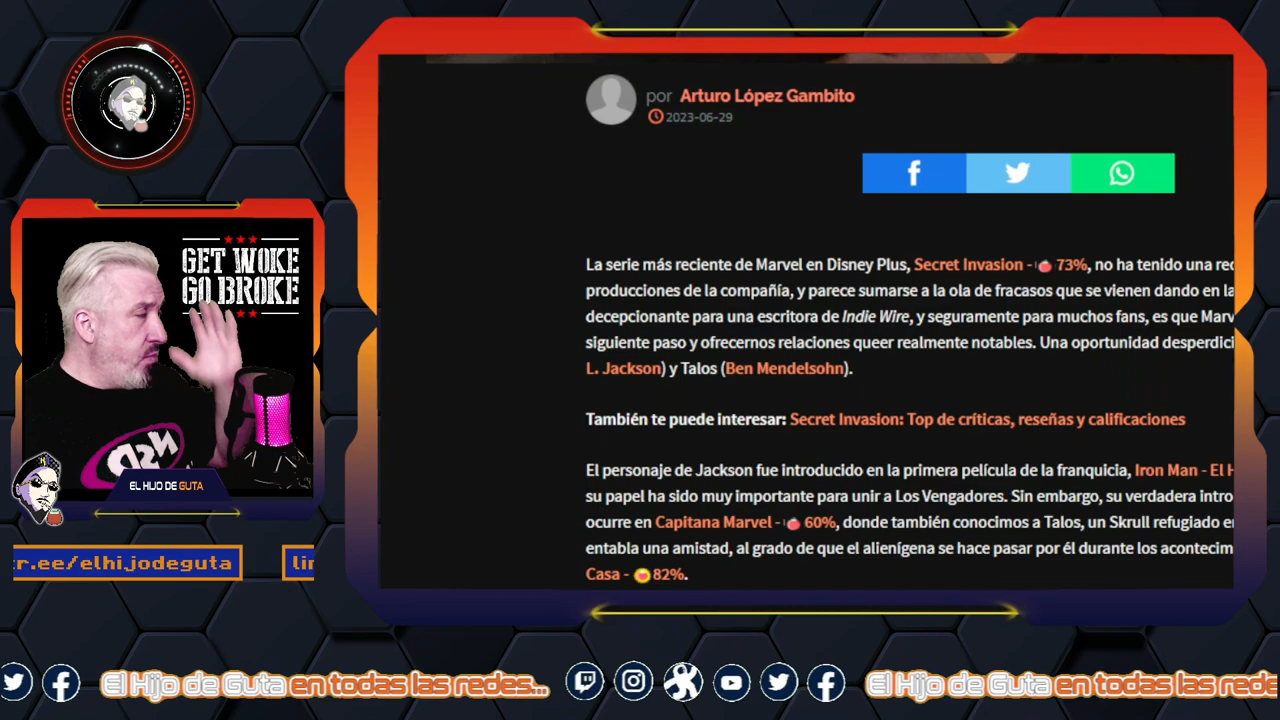 por Arturo López Gambito
2023-06-29
GET WOKE
GO BROKE
La serie más reciente de Marvel en Disney Plus, Secret Invasion - 73%, no ha tenido una
producciones de la compañía, y parece sumarse a la ola de fracasos que se vienen dando en la
decepcionante para una escritora de Indie Wire, y seguramente para muchos fans, es que
siguiente paso y ofrecernos relaciones queer realmente notables. Una oportunidad
L. Jackson) y Talos (Ben Mendelsohn).
También te puede interesar: Secret Invasion: Top de críticas, reseñas y calificaciones
El personaje de Jackson fue introducido en la primera película de la franquicia, Iron Man - El
su papel ha sido muy importante para unir a Los Vengadores. Sin embargo, su verdadera
ocurre en Capitana Marvel - 60%, donde también conocimos a Talos, un Skrull refugiado
entabla una amistad, al grado de que el alienígena se hace pasar por él durante los
Casa - 82%.
EL HIJO DE GUTA
tr.ee/elhijodeguta
El Hijo de Guta en todas las redes...
El Hijo de Guta en todas las